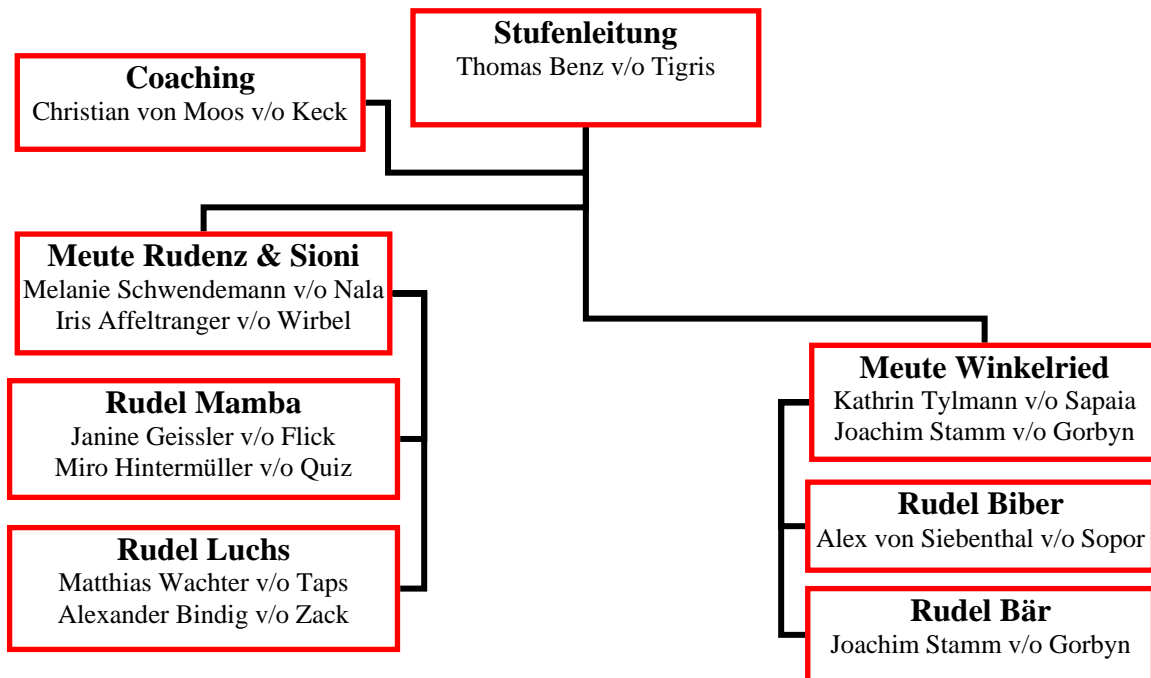 Stufenleitung
Thomas Benz v/o Tigris
Coaching
Christian von Moos v/o Keck
Meute Rudenz & Sioni
Melanie Schwendemann v/o Nala
Iris Affeltranger v/o Wirbel
Rudel Mamba
Janine Geissler v/o Flick
Miro Hintermüller v/o Quiz
Rudel Luchs
Matthias Wachter v/o Taps
Alexander Bindig v/o Zack
Meute Winkelried
Kathrin Tylmann v/o Sapaia
Joachim Stamm v/o Gorbyn
Rudel Biber
Alex von Siebenthal v/o Sopor
Rudel Bär
Joachim Stamm v/o Gorbyn